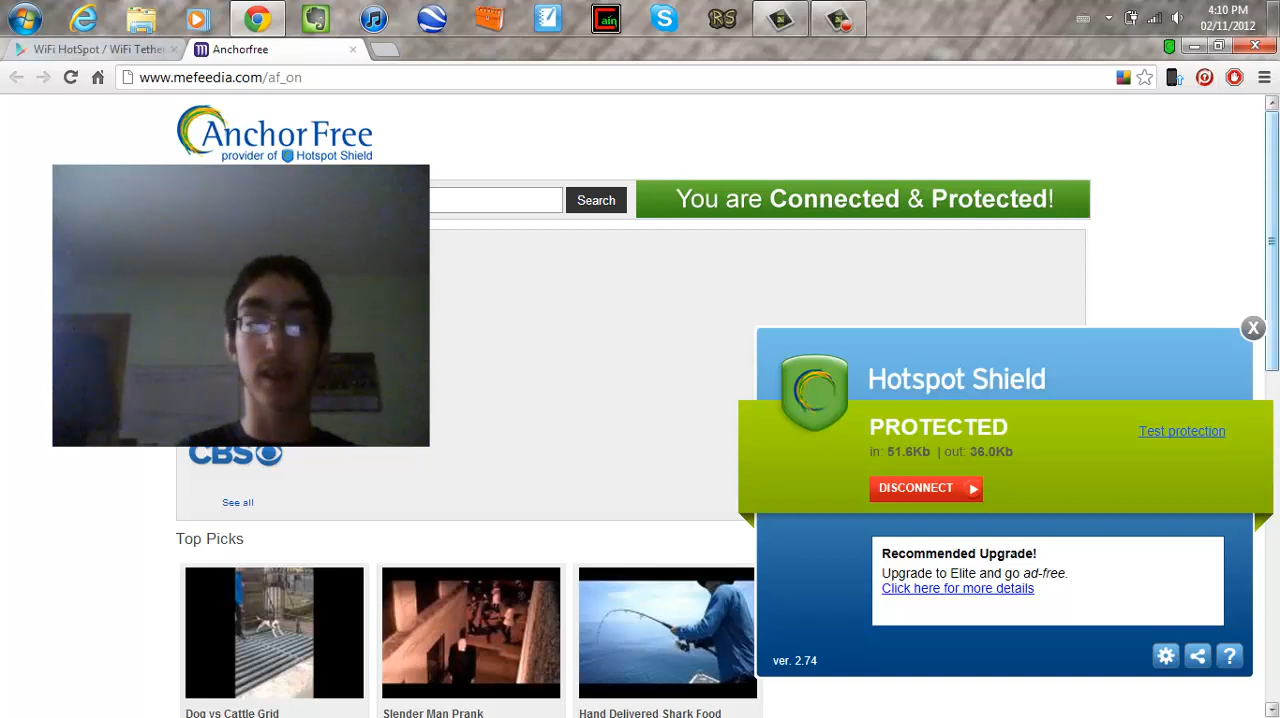 4:10 PM
02/11/2012
Cain
RS
WiFi HotSpot / WiFi Tether
Anchorfree
www.mefeedia.com/af_on
AnchorFree
provider of Hotspot Shield
Search
You are Connected & Protected!
Hotspot Shield
PROTECTED
Test protection
in: 51.6Kb | out: 36.0Kb
CBS
DISCONNECT
See all
Top Picks
Recommended Upgrade!
Upgrade to Elite and go ad-free.
Click here for more details
ver. 2.74
Dog vs Cattle Grid
Slender Man Prank
Hand Delivered Shark Food